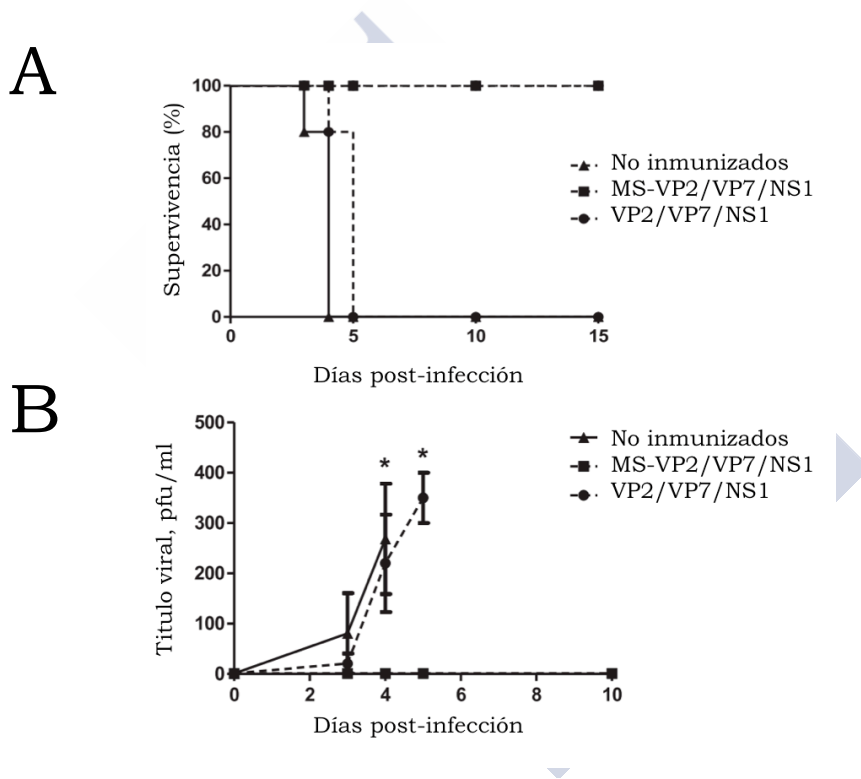 A
100
80
60
40
20
0
Supervivencia (%)
0 5 10 15
Días post-infección
No inmunizados
MS-VP2/VP7/NS1
VP2/VP7/NS1
B
500
400
300
200
100
0
Titulo viral, pfu/ml
* *
0 2 4 6 8 10
Días post-infección
No inmunizados
MS-VP2/VP7/NS1
VP2/VP7/NS1